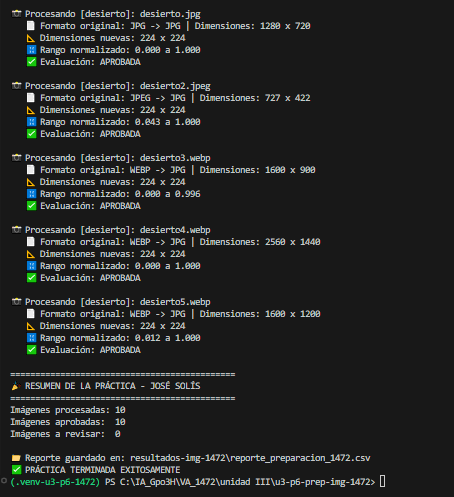 Procesando [desierto]: desierto.jpg
Formato original: JPG -> JPG | Dimensiones: 1280 x 720
Dimensiones nuevas: 224 x 224
Rango normalizado: 0.000 a 1.000
Evaluación: APROBADA
Procesando [desierto]: desierto2.jpeg
Formato original: JPEG -> JPG | Dimensiones: 727 x 422
Dimensiones nuevas: 224 x 224
Rango normalizado: 0.043 a 1.000
Evaluación: APROBADA
Procesando [desierto]: desierto3.webp
Formato original: WEBP -> JPG | Dimensiones: 1600 x 900
Dimensiones nuevas: 224 x 224
Rango normalizado: 0.000 a 0.996
Evaluación: APROBADA
Procesando [desierto]: desierto4.webp
Formato original: WEBP -> JPG | Dimensiones: 2560 x 1440
Dimensiones nuevas: 224 x 224
Rango normalizado: 0.000 a 1.000
Evaluación: APROBADA
Procesando [desierto]: desierto5.webp
Formato original: WEBP -> JPG | Dimensiones: 1600 x 1200
Dimensiones nuevas: 224 x 224
Rango normalizado: 0.012 a 1.000
Evaluación: APROBADA
=============================================
RESUMEN DE LA PRÁCTICA - JOSÉ SOLÍS
=============================================
Imágenes procesadas: 10
Imágenes aprobadas:  10
Imágenes a revisar:  0
Reporte guardado en: resultados-img-1472\reporte_preparacion_1472.csv
PRÁCTICA TERMINADA EXITOSAMENTE
(.venv-u3-p6-1472) PS C:\IA_Gpo3H\VA_1472\unidad III\u3-p6-prep-img-1472>